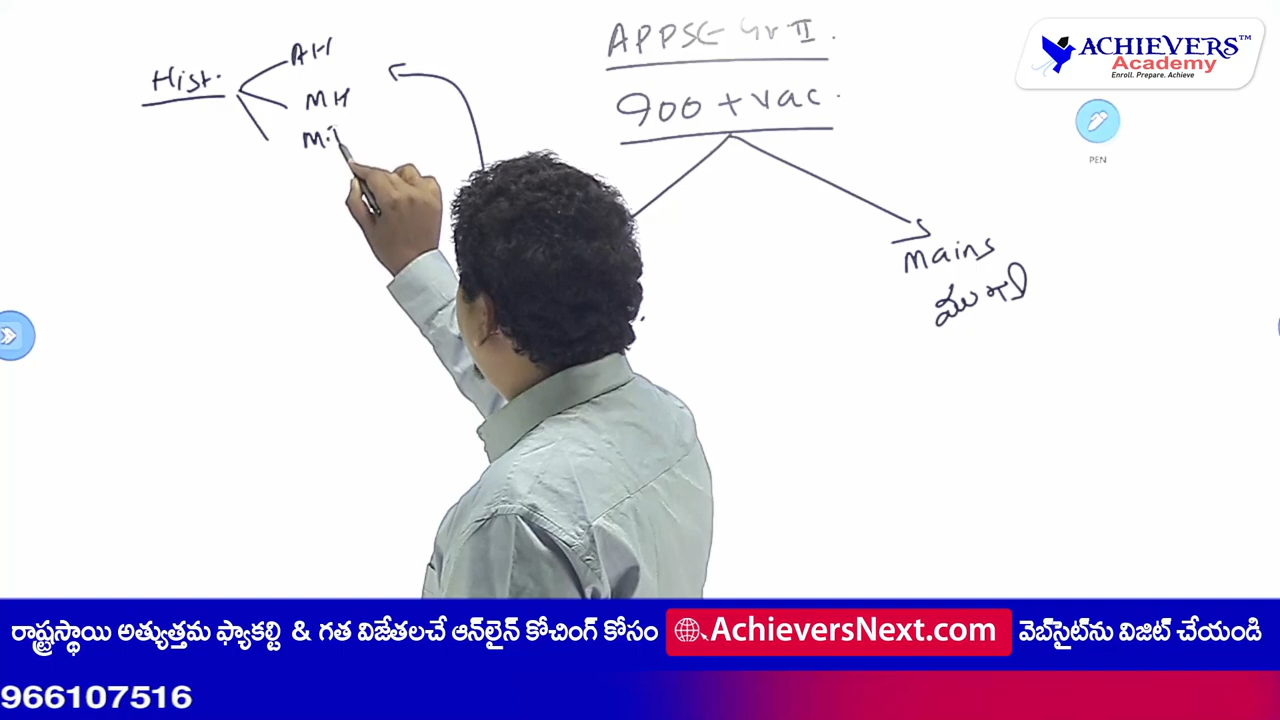 APPSC Gr II.
900 + vac.
Hist.
AH
MH
Mains
ACHIEVERS™
Academy
Enroll. Prepare. Achieve
PEN
రాష్ట్రస్థాయి అత్యుత్తమ ఫ్యాకల్టి & గత విజేతలచే ఆన్‌లైన్ కోచింగ్ కోసం AchieversNext.com వెబ్‌సైట్‌ను విజిట్ చేయండి
966107516